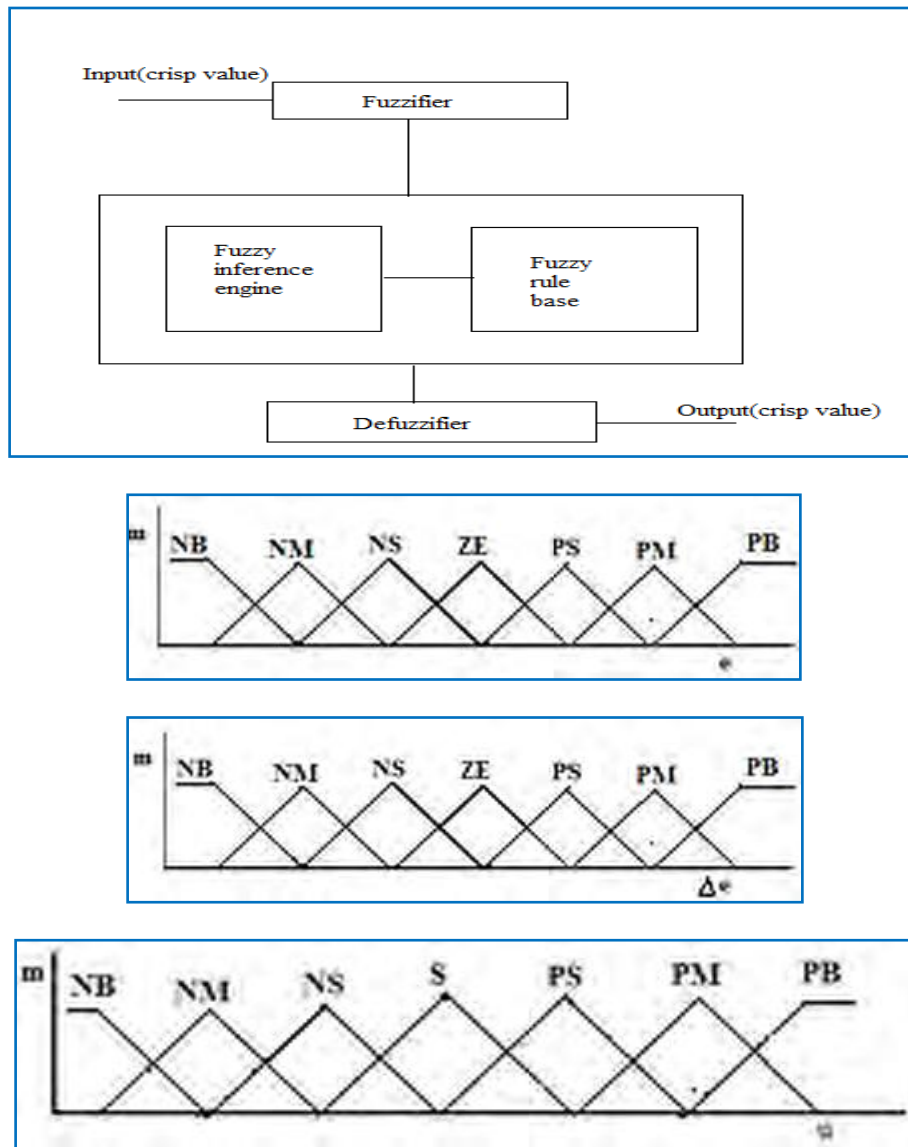 Input(crisp value)
Fuzzifier
Fuzzy
inference
engine
Fuzzy
rule
base
Defuzzifier
Output(crisp value)
m
NB NM NS ZE PS PM PB
e
m
NB NM NS ZE PS PM PB
Δe
m
NB NM NS S PS PM PB